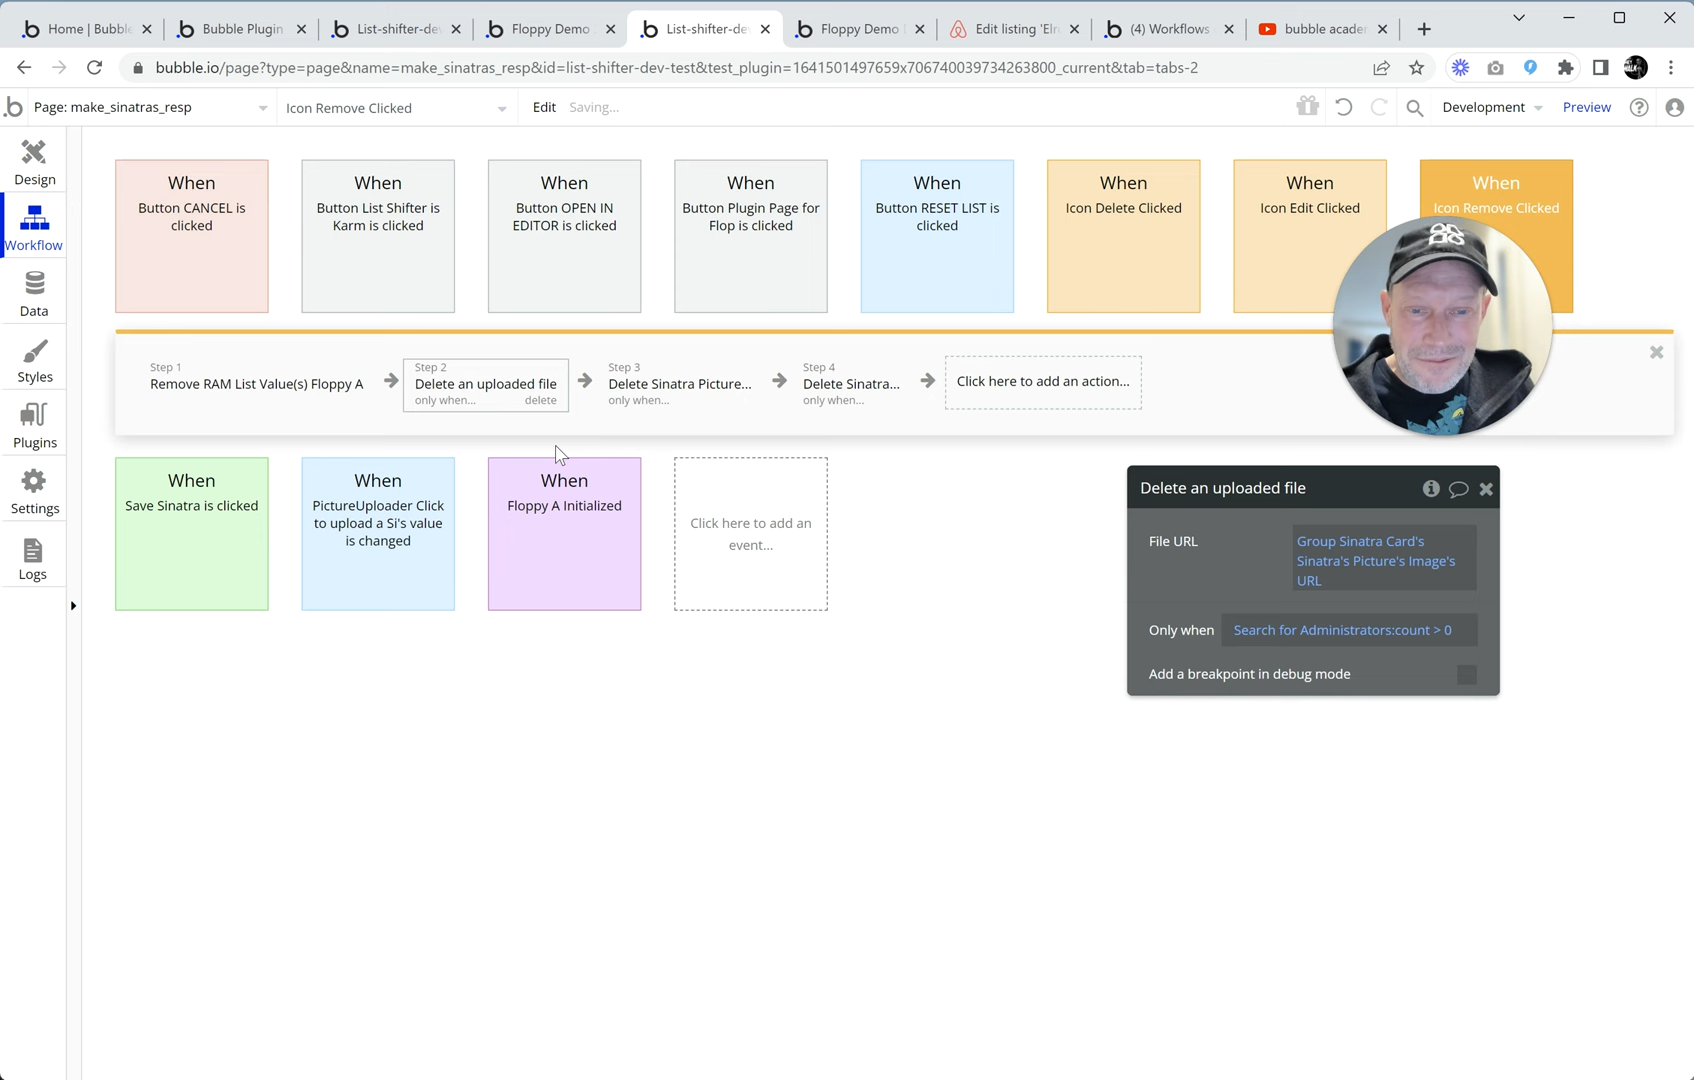 Home | Bubble
Bubble Plugin
List-shifter-dev
Floppy Demo
List-shifter-dev
Floppy Demo
Edit listing 'Elr
(4) Workflows
bubble acader
bubble.io/page?type=page&name=make_sinatras_resp&id=list-shifter-dev-test&test_plugin=1641501497659x706740039734263800_current&tab=tabs-2
Page: make_sinatras_resp
Icon Remove Clicked
Edit
Saving...
Development
Preview
Design
Workflow
Data
Styles
Plugins
Settings
Logs
When
Button CANCEL is
clicked
When
Button List Shifter is
Karm is clicked
When
Button OPEN IN
EDITOR is clicked
When
Button Plugin Page for
Flop is clicked
When
Button RESET LIST is
clicked
When
Icon Delete Clicked
When
Icon Edit Clicked
When
Icon Remove Clicked
Step 1
Remove RAM List Value(s) Floppy A
Step 2
Delete an uploaded file
only when...
delete
Step 3
Delete Sinatra Picture...
only when...
Step 4
Delete Sinatra...
only when...
Click here to add an action...
When
Save Sinatra is clicked
When
PictureUploader Click
to upload a Si's value
is changed
When
Floppy A Initialized
Click here to add an
event...
Delete an uploaded file
File URL
Group Sinatra Card's
Sinatra's Picture's Image's
URL
Only when
Search for Administrators:count > 0
Add a breakpoint in debug mode